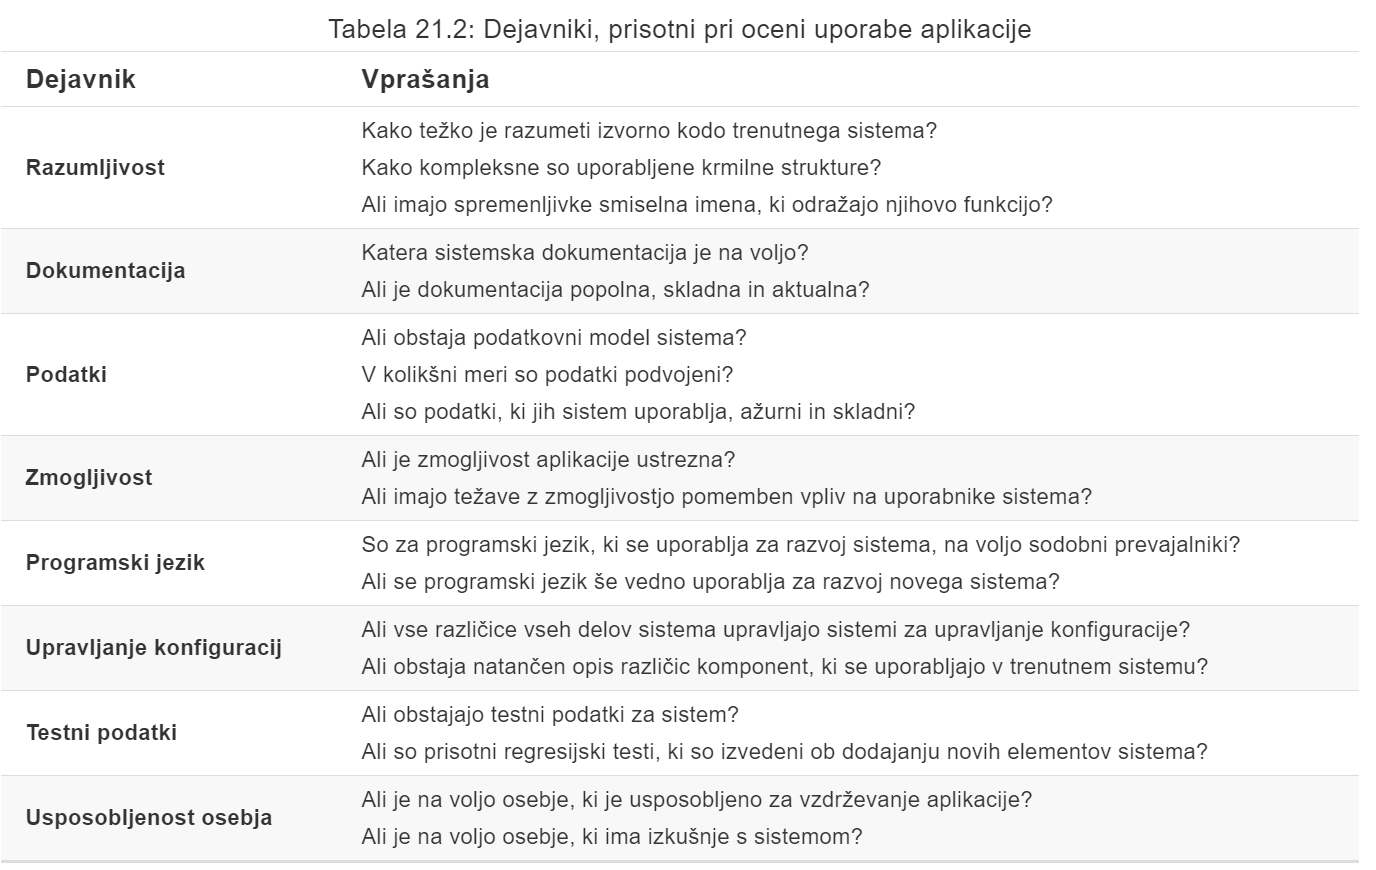 Tabela 21.2: Dejavniki, prisotni pri oceni uporabe aplikacije
Dejavnik
Vprašanja
Razumljivost
Kako težko je razumeti izvorno kodo trenutnega sistema?
Kako kompleksne so uporabljene krmilne strukture?
Ali imajo spremenljivke smiselna imena, ki odražajo njihovo funkcijo?
Dokumentacija
Katera sistemska dokumentacija je na voljo?
Ali je dokumentacija popolna, skladna in aktualna?
Podatki
Ali obstaja podatkovni model sistema?
V kolikšni meri so podatki podvojeni?
Ali so podatki, ki jih sistem uporablja, ažurni in skladni?
Zmogljivost
Ali je zmogljivost aplikacije ustrezna?
Ali imajo težave z zmogljivostjo pomemben vpliv na uporabnike sistema?
Programski jezik
So za programski jezik, ki se uporablja za razvoj sistema, na voljo sodobni prevajalniki?
Ali se programski jezik še vedno uporablja za razvoj novega sistema?
Upravljanje konfiguracij
Ali vse različice vseh delov sistema upravljajo sistemi za upravljanje konfiguracije?
Ali obstaja natančen opis različic komponent, ki se uporabljajo v trenutnem sistemu?
Testni podatki
Ali obstajajo testni podatki za sistem?
Ali so prisotni regresijski testi, ki so izvedeni ob dodajanju novih elementov sistema?
Usposobljenost osebja
Ali je na voljo osebje, ki je usposobljeno za vzdrževanje aplikacije?
Ali je na voljo osebje, ki ima izkušnje s sistemom?